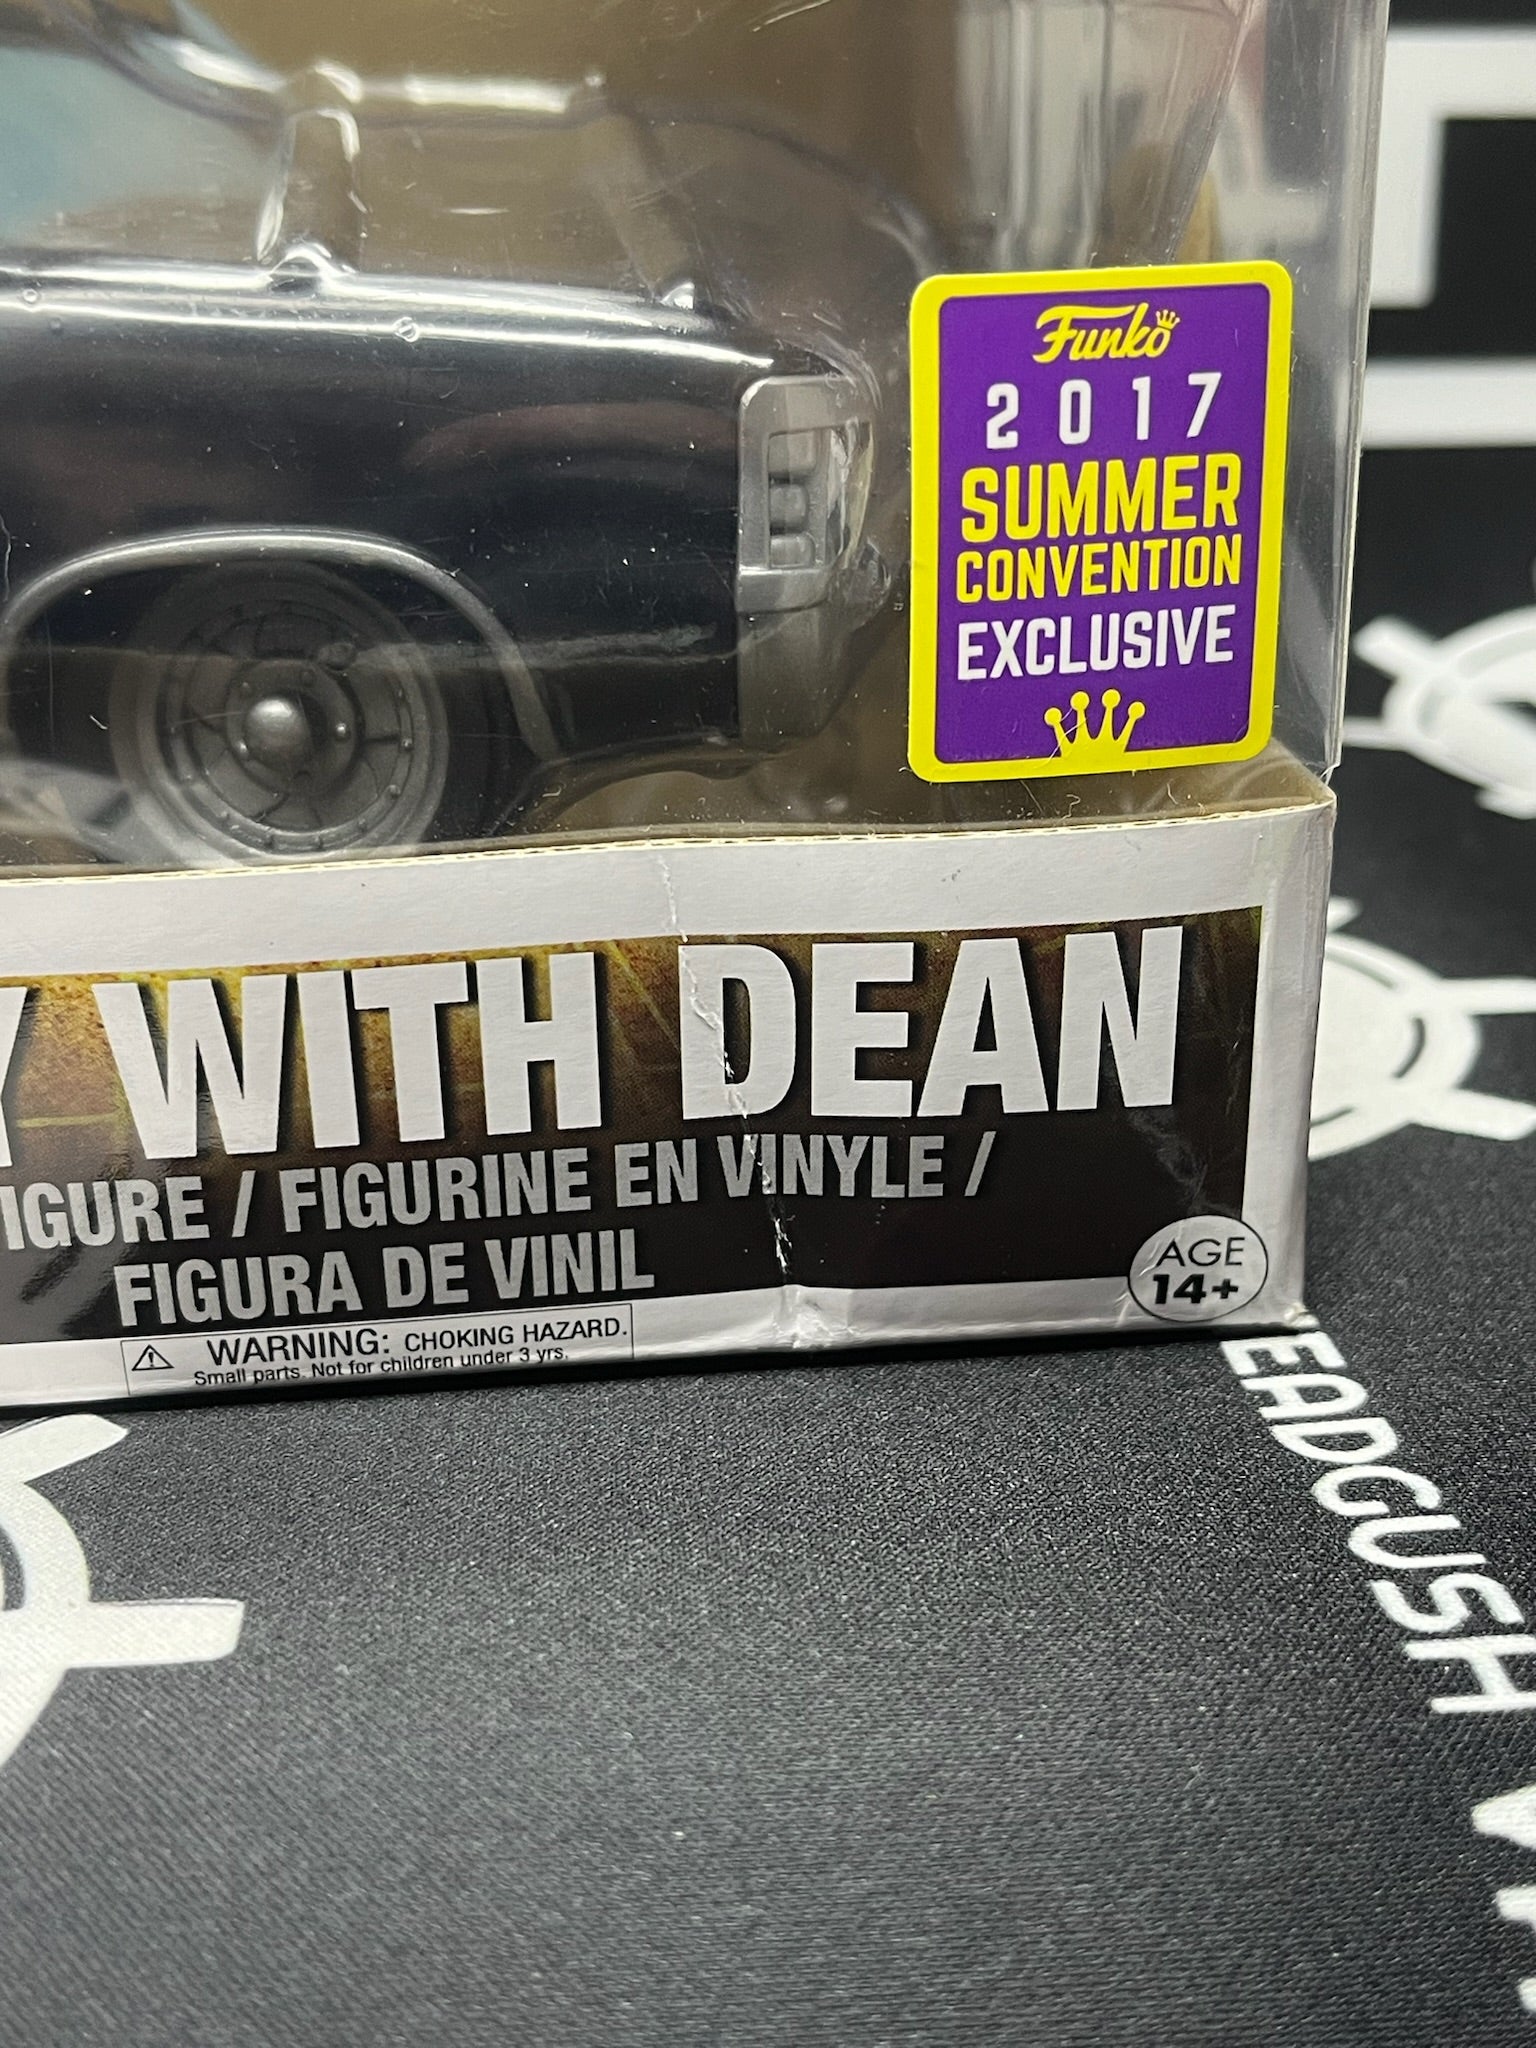 Funko
2017
SUMMER
CONVENTION
EXCLUSIVE
Y WITH DEAN
IGURE / FIGURINE EN VINYLE /
FIGURA DE VINIL
AGE
14+
WARNING: CHOKING HAZARD.
Small parts. Not for children under 3 yrs.
EADGUSH